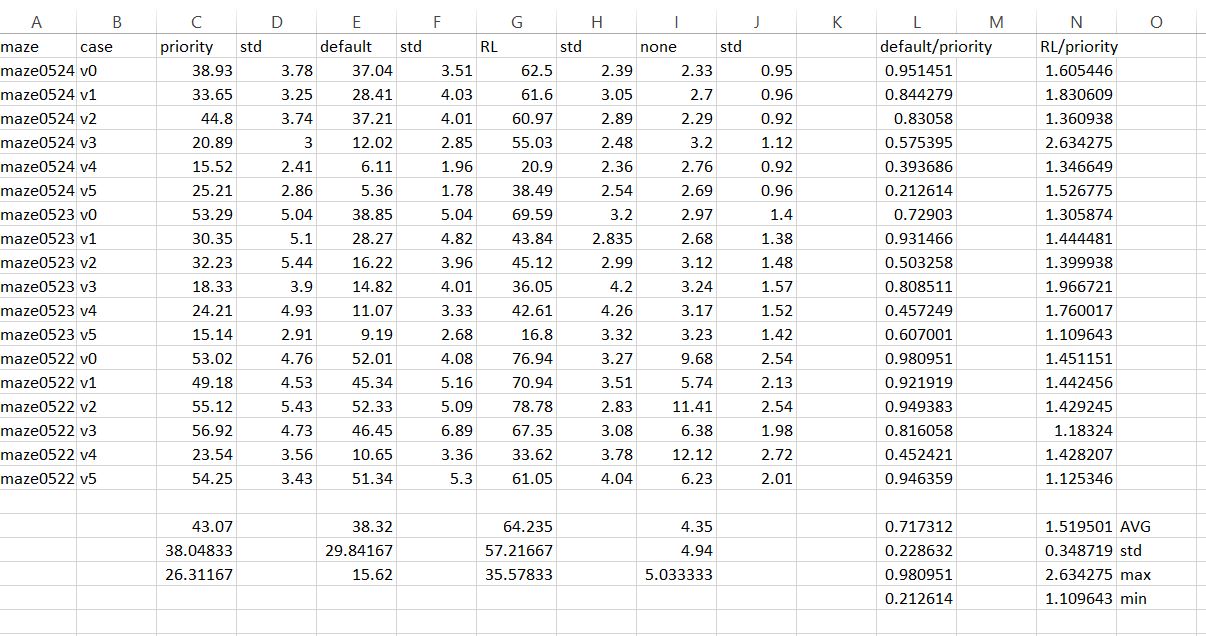 A B C D E F G H I J K L M N O
maze case priority std default std RL std none std default/priority RL/priority
maze0524 v0 38.93 3.78 37.04 3.51 62.5 2.39 2.33 0.95 0.951451 1.605446
maze0524 v1 33.65 3.25 28.41 4.03 61.6 3.05 2.7 0.96 0.844279 1.830609
maze0524 v2 44.8 3.74 37.21 4.01 60.97 2.89 2.29 0.92 0.83058 1.360938
maze0524 v3 20.89 3 12.02 2.85 55.03 2.48 3.2 1.12 0.575395 2.634275
maze0524 v4 15.52 2.41 6.11 1.96 20.9 2.36 2.76 0.92 0.393686 1.346649
maze0524 v5 25.21 2.86 5.36 1.78 38.49 2.54 2.69 0.96 0.212614 1.526775
maze0523 v0 53.29 5.04 38.85 5.04 69.59 3.2 2.97 1.4 0.72903 1.305874
maze0523 v1 30.35 5.1 28.27 4.82 43.84 2.835 2.68 1.38 0.931466 1.444481
maze0523 v2 32.23 5.44 16.22 3.96 45.12 2.99 3.12 1.48 0.503258 1.399938
maze0523 v3 18.33 3.9 14.82 4.01 36.05 4.2 3.24 1.57 0.808511 1.966721
maze0523 v4 24.21 4.93 11.07 3.33 42.61 4.26 3.17 1.52 0.457249 1.760017
maze0523 v5 15.14 2.91 9.19 2.68 16.8 3.32 3.23 1.42 0.607001 1.109643
maze0522 v0 53.02 4.76 52.01 4.08 76.94 3.27 9.68 2.54 0.980951 1.451151
maze0522 v1 49.18 4.53 45.34 5.16 70.94 3.51 5.74 2.13 0.921919 1.442456
maze0522 v2 55.12 5.43 52.33 5.09 78.78 2.83 11.41 2.54 0.949383 1.429245
maze0522 v3 56.92 4.73 46.45 6.89 67.35 3.08 6.38 1.98 0.816058 1.18324
maze0522 v4 23.54 3.56 10.65 3.36 33.62 3.78 12.12 2.72 0.452421 1.428207
maze0522 v5 54.25 3.43 51.34 5.3 61.05 4.04 6.23 2.01 0.946359 1.125346
43.07 38.32 64.235 4.35 0.717312 1.519501 AVG
38.04833 29.84167 57.21667 4.94 0.228632 0.348719 std
26.31167 15.62 35.57833 5.033333 0.980951 2.634275 max
0.212614 1.109643 min